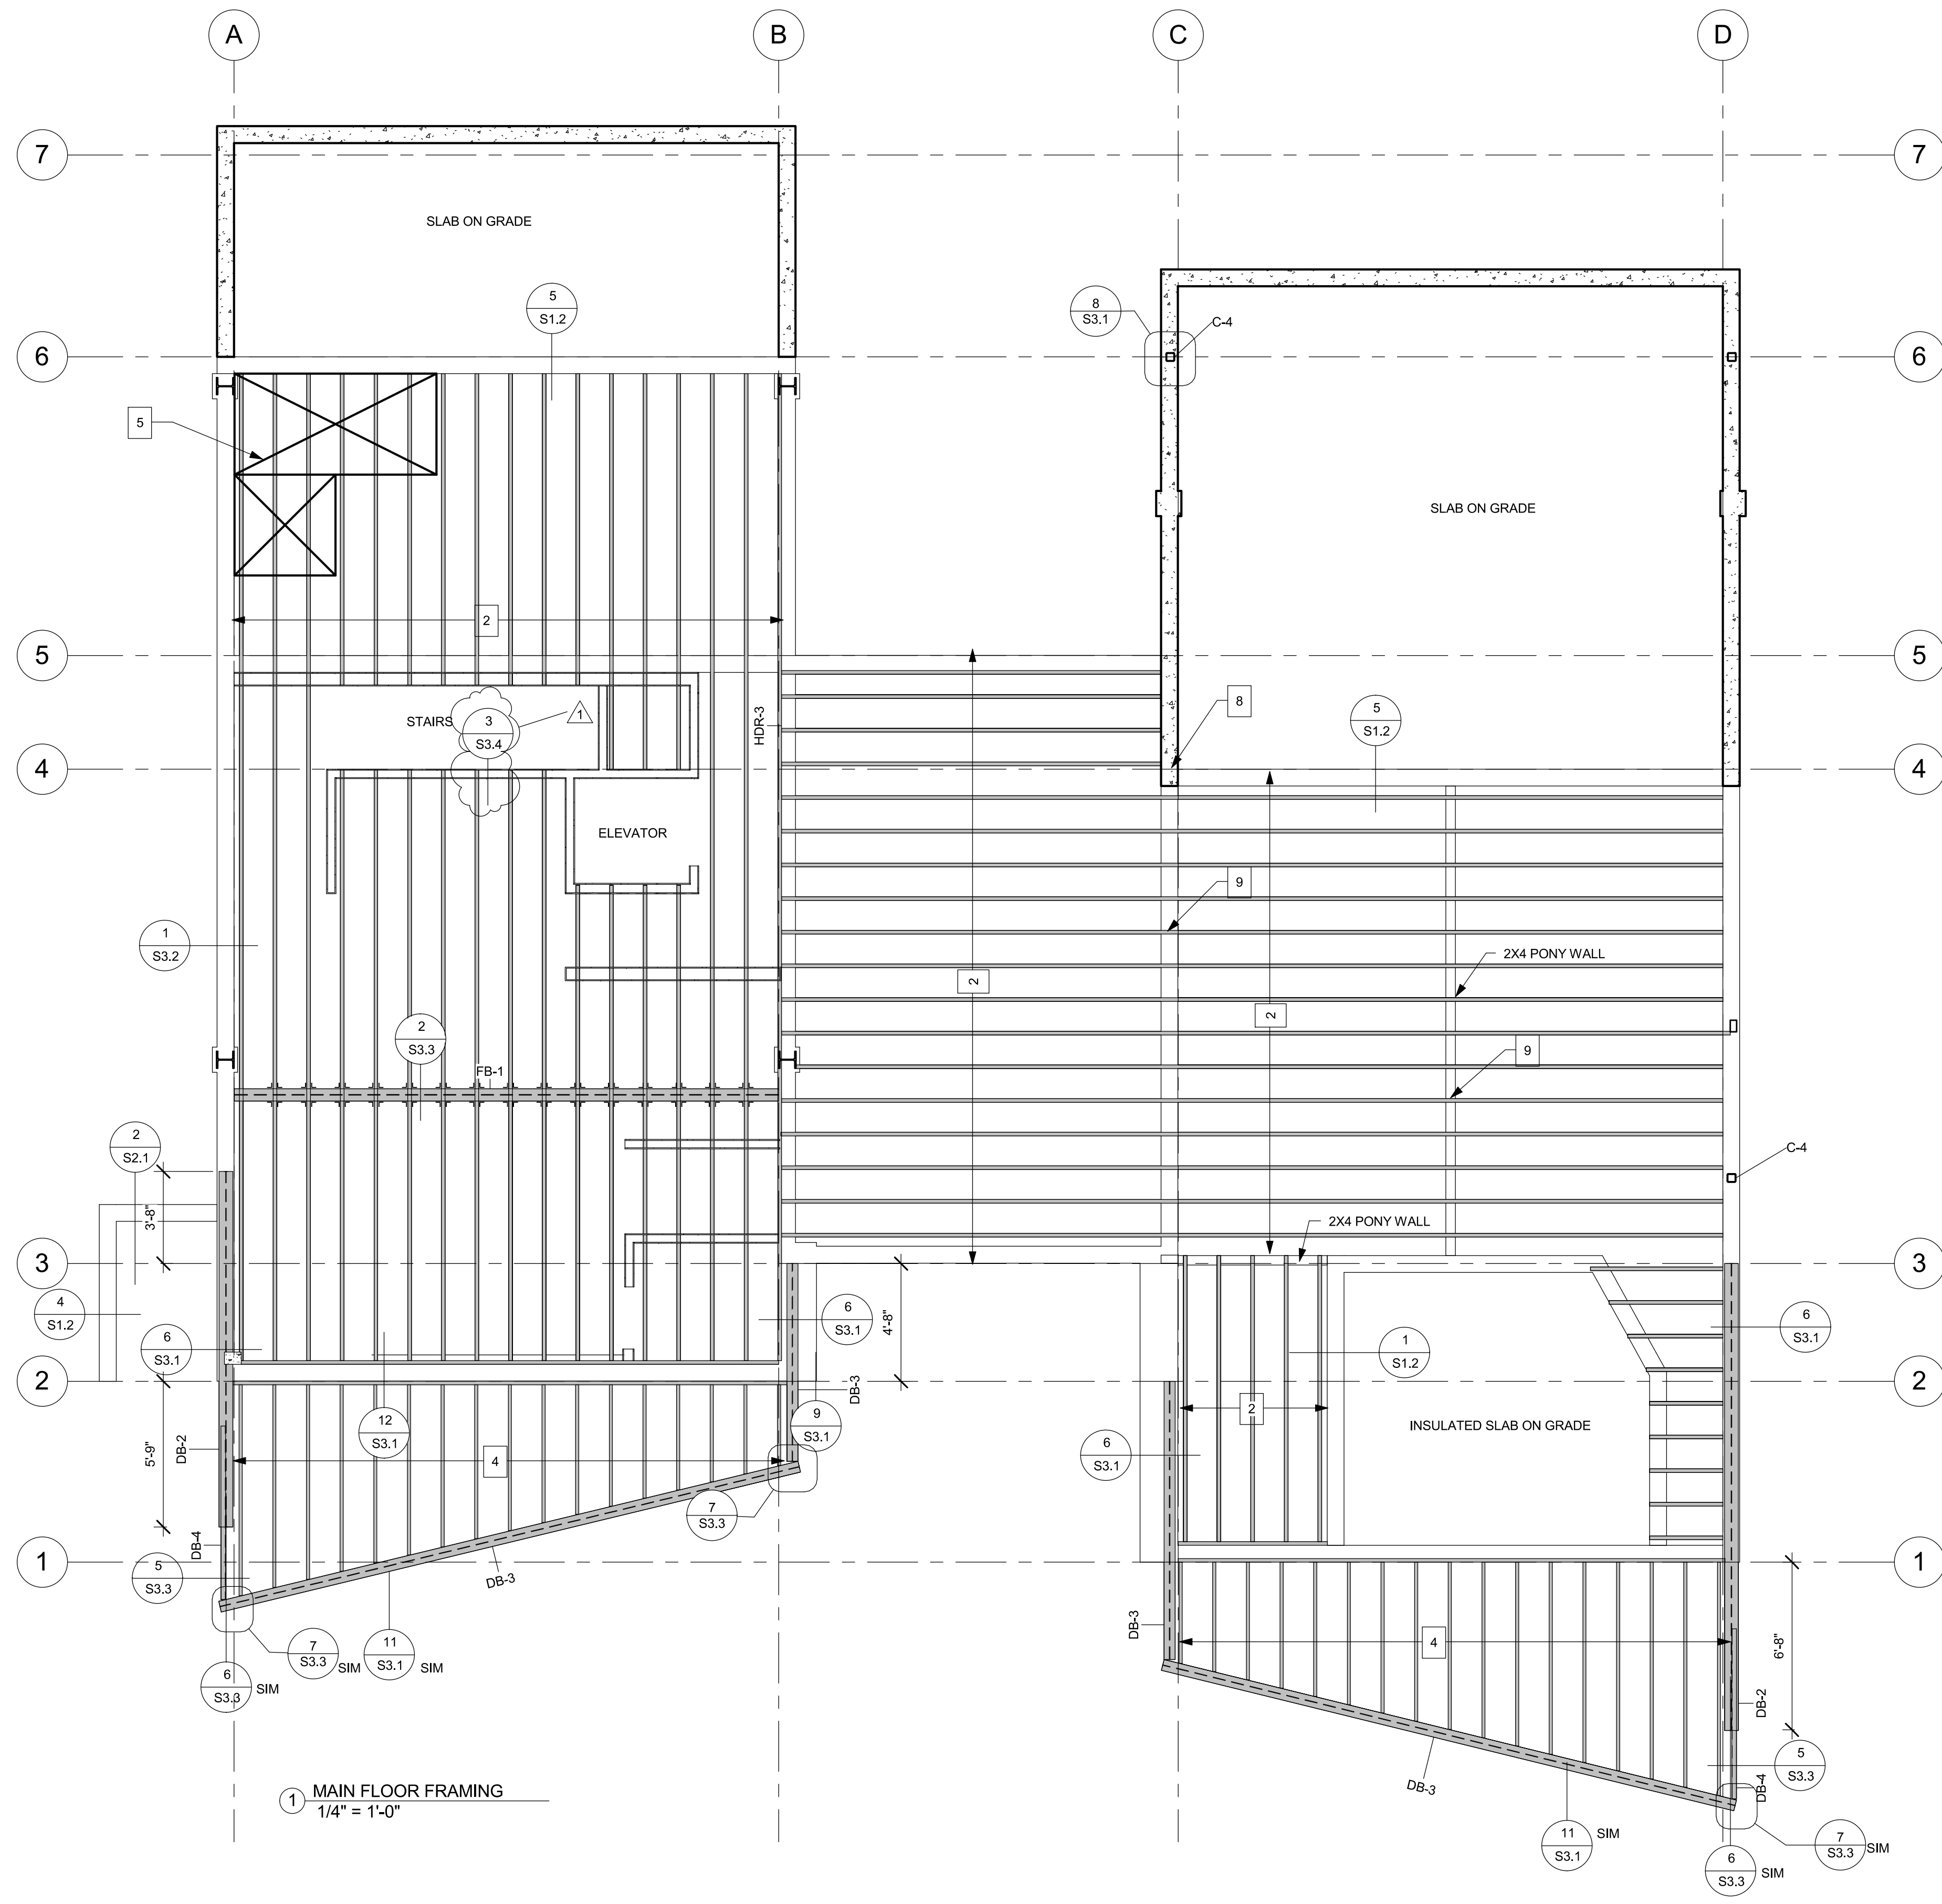 A
B
C
D
7
7
SLAB ON GRADE
5
S1.2
8
S3.1
C-4
6
6
5
SLAB ON GRADE
2
5
5
8
STAIRS
3
S3.4
1
HDR-3
5
S1.2
4
4
ELEVATOR
9
1
S3.2
2X4 PONY WALL
2
2
2
S3.3
9
FB-1
2
S2.1
C-4
3'-8"
2X4 PONY WALL
3
3
4
S1.2
6
S3.1
6
S3.1
4'-8"
6
S3.1
1
S1.2
2
2
DB-3
2
12
S3.1
9
S3.1
INSULATED SLAB ON GRADE
DB-2
5'-9"
4
6
S3.1
7
S3.3
DB-4
1
1
5
S3.3
DB-3
DB-3
4
6'-8"
7
S3.3
SIM
11
S3.1
SIM
6
S3.3
SIM
DB-2
5
S3.3
DB-3
DB-4
1
MAIN FLOOR FRAMING
1/4" = 1'-0"
11
S3.1
SIM
7
S3.3
SIM
6
S3.3
SIM